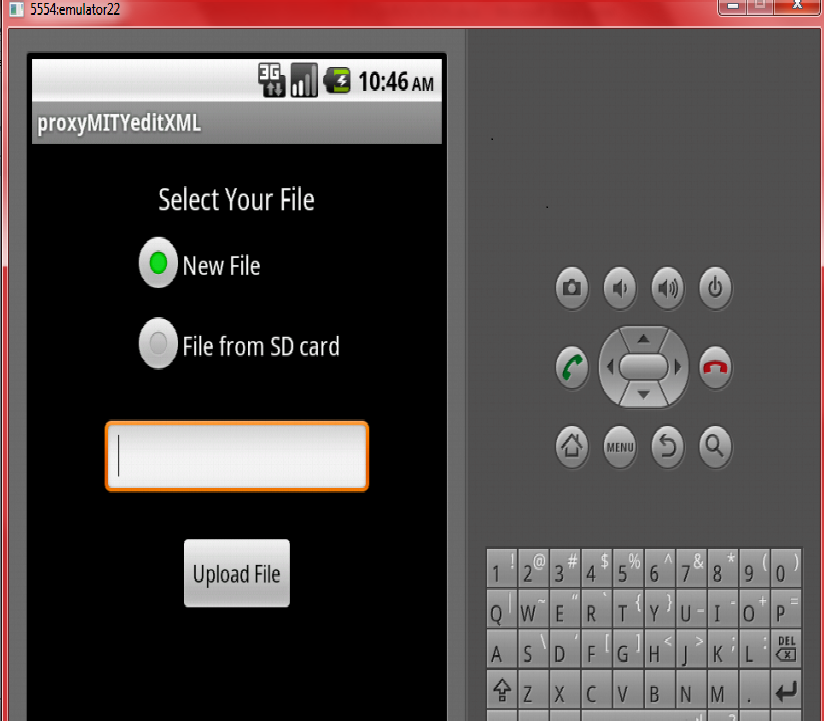 5554:emulator22
3G 10:46 AM
proxyMITYeditXML
Select Your File
New File
File from SD card
Upload File
MENU
1 ! 2 @ 3 # 4 $ 5 % 6 ^ 7 & 8 * 9 ( 0 )
Q | W ~ E “ R ` T { Y } U _ I - O + P =
A S \ D ' F [ G ] H < J > K ; L : DEL
Z X C V B N M .